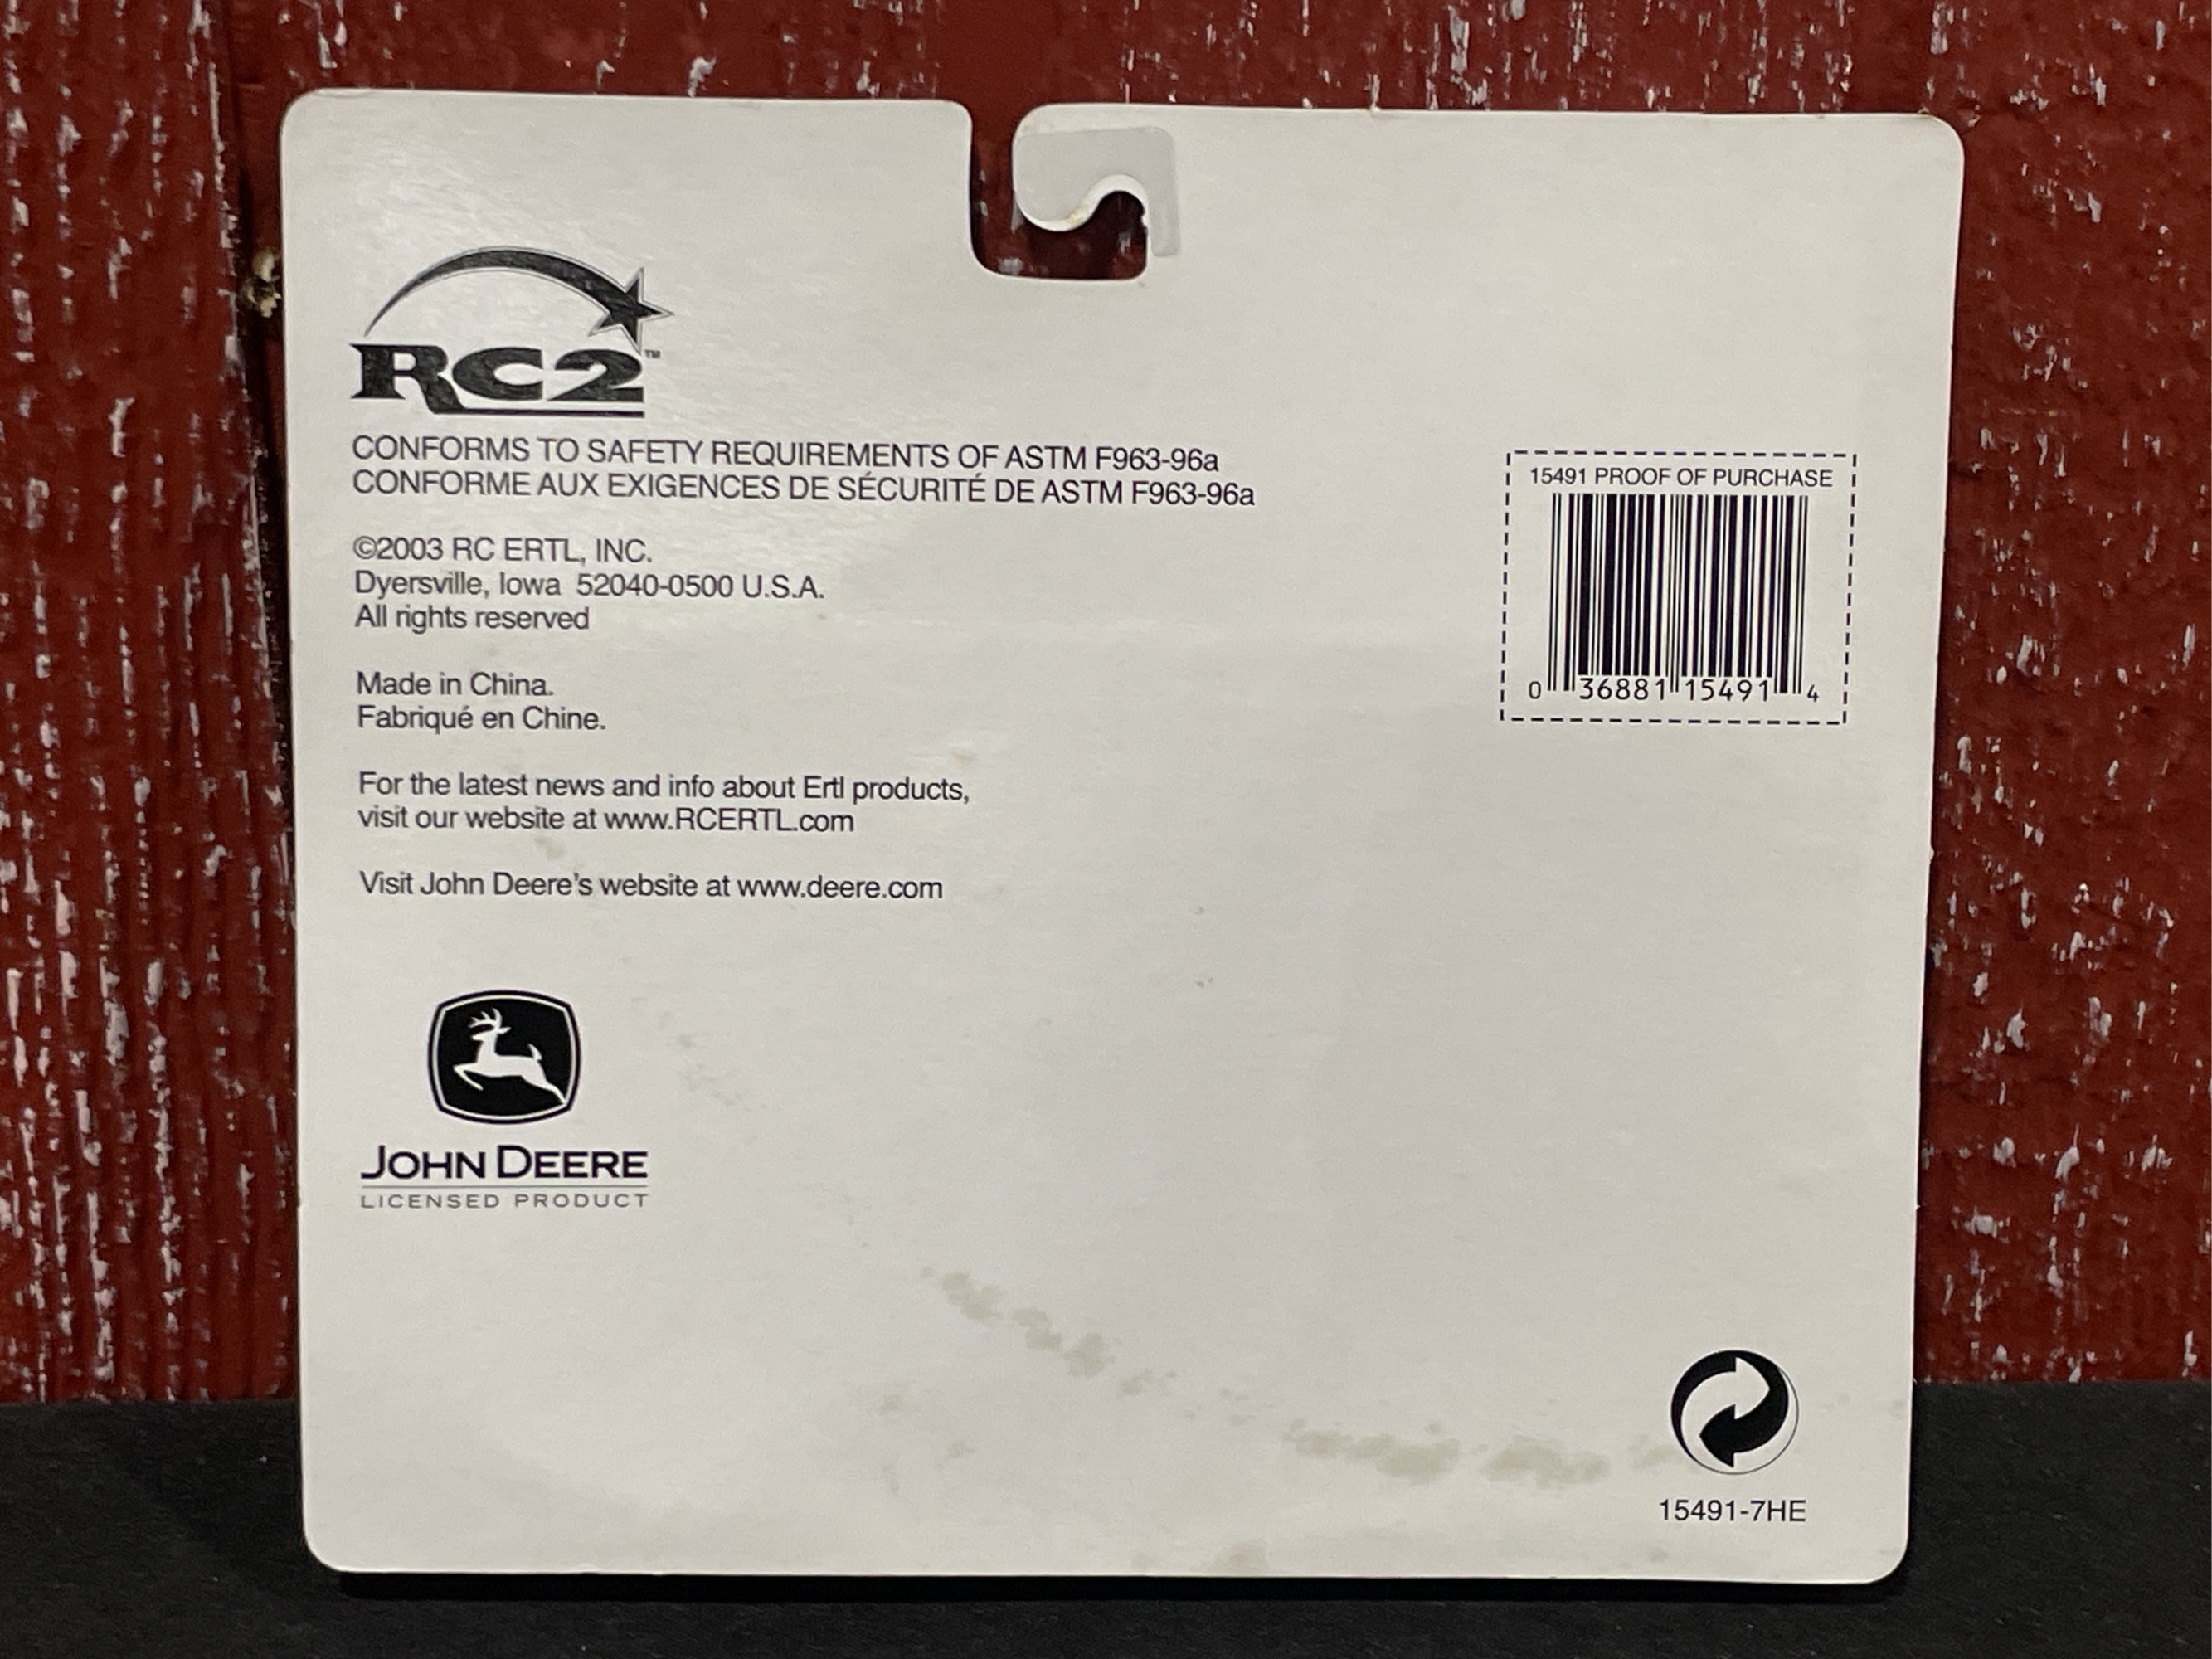 RC2™
CONFORMS TO SAFETY REQUIREMENTS OF ASTM F963-96a
CONFORME AUX EXIGENCES DE SÉCURITÉ DE ASTM F963-96a
©2003 RC ERTL, INC.
Dyersville, Iowa 52040-0500 U.S.A.
All rights reserved
Made in China.
Fabriqué en Chine.
For the latest news and info about Ertl products,
visit our website at www.RCERTL.com
Visit John Deere's website at www.deere.com
JOHN DEERE
LICENSED PRODUCT
15491 PROOF OF PURCHASE
0 36881 15491 4
15491-7HE